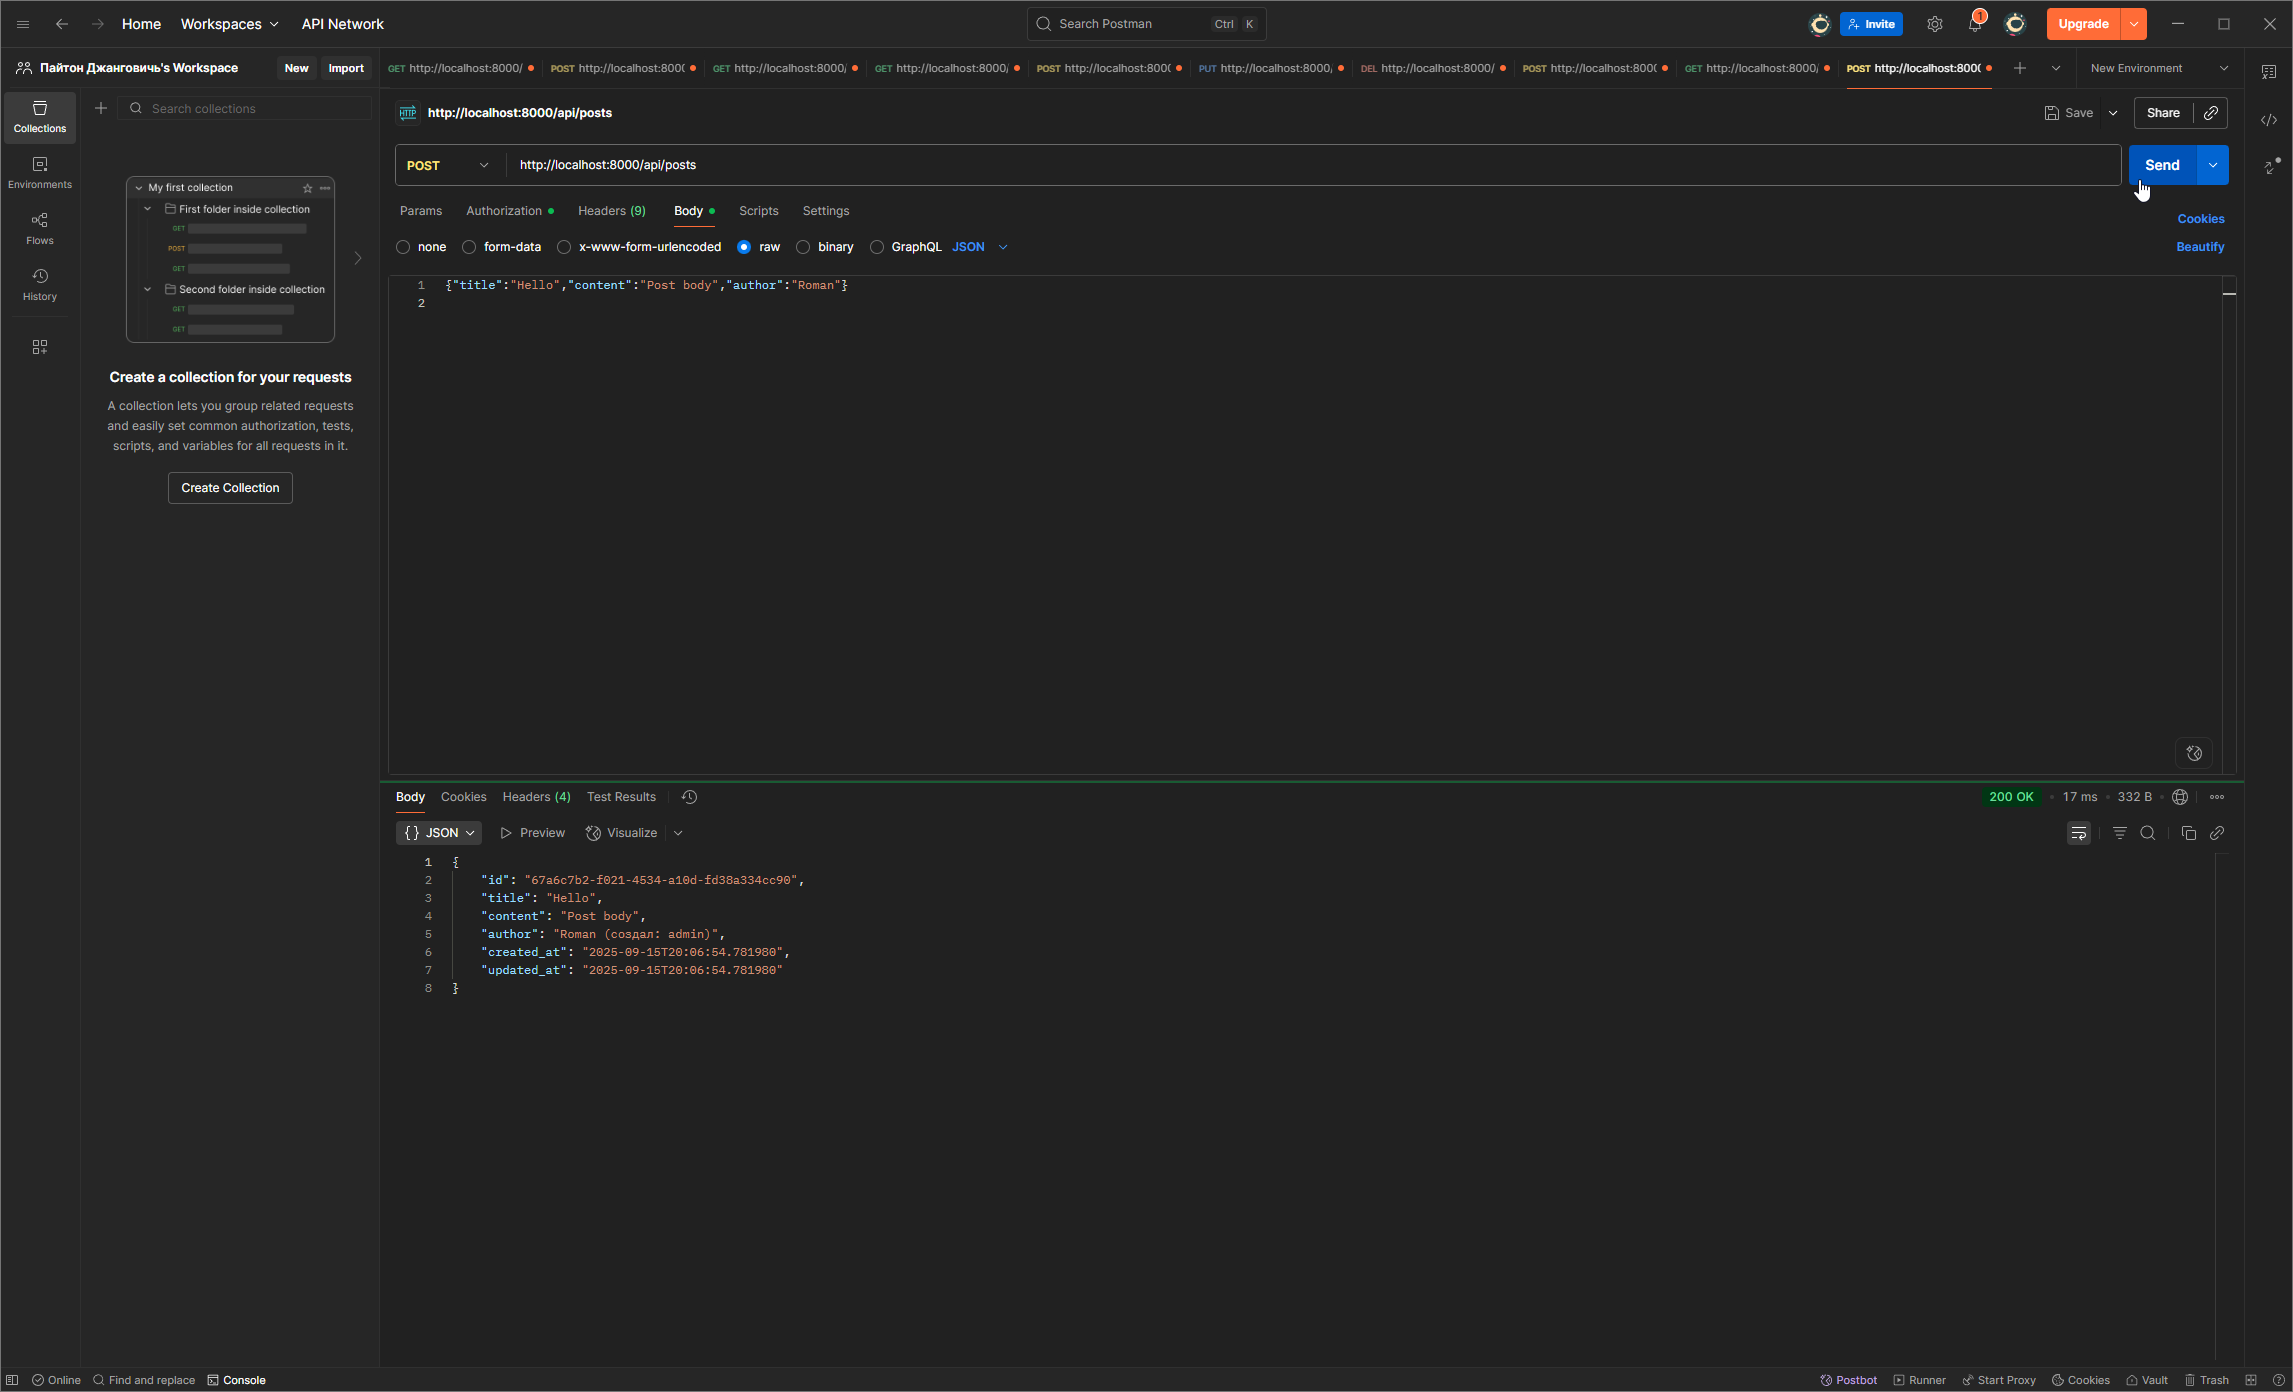 Home Workspaces API Network Search Postman Ctrl K Invite 1 Upgrade
Пайтон Джангович's Workspace New Import
GET http://localhost:8000/ POST http://localhost:800( GET http://localhost:8000/ GET http://localhost:8000/ POST http://localhost:800( PUT http://localhost:8000/ DEL http://localhost:8000/ POST http://localhost:800( GET http://localhost:8000/ POST http://localhost:800( New Environment
Collections
Environments
Flows
History
Search collections
My first collection
First folder inside collection
GET
POST
GET
Second folder inside collection
GET
GET
Create a collection for your requests
A collection lets you group related requests
and easily set common authorization, tests,
scripts, and variables for all requests in it.
Create Collection
HTTP http://localhost:8000/api/posts Save Share
POST http://localhost:8000/api/posts Send
Params Authorization Headers (9) Body Scripts Settings Cookies
none form-data x-www-form-urlencoded raw binary GraphQL JSON Beautify
1 {"title":"Hello","content":"Post body","author":"Roman"}
2
Body Cookies Headers (4) Test Results 200 OK 17 ms 332 B
{} JSON Preview Visualize
1 {
2 "id": "67a6c7b2-f021-4534-a10d-fd38a334cc90",
3 "title": "Hello",
4 "content": "Post body",
5 "author": "Roman (создал: admin)",
6 "created_at": "2025-09-15T20:06:54.781980",
7 "updated_at": "2025-09-15T20:06:54.781980"
8 }
Online Find and replace Console Postbot Runner Start Proxy Cookies Vault Trash